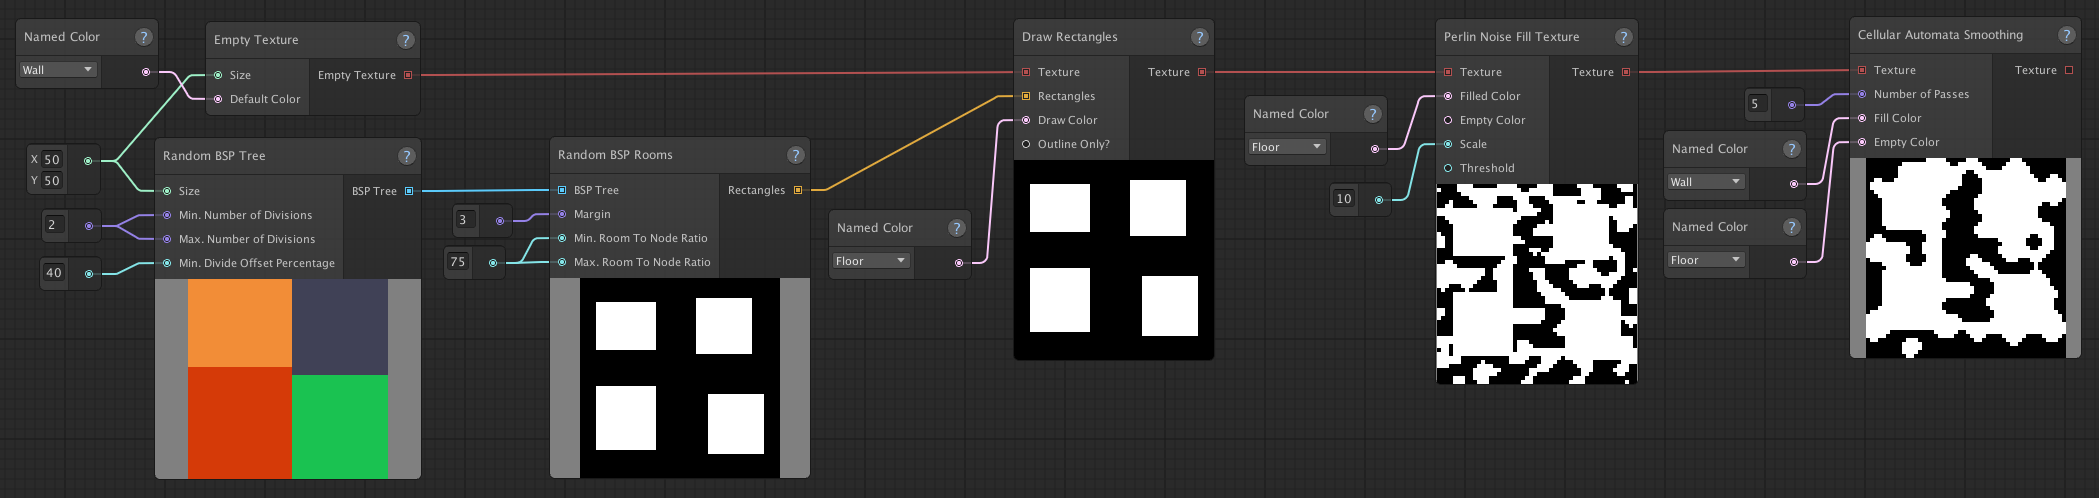 Named Color ?
Wall
Empty Texture ?
Size Empty Texture
Default Color
X 50
Y 50
Random BSP Tree ?
Size BSP Tree
Min. Number of Divisions
Max. Number of Divisions
Min. Divide Offset Percentage
2
40
Random BSP Rooms ?
BSP Tree Rectangles
Margin
Min. Room To Node Ratio
Max. Room To Node Ratio
3
75
Named Color ?
Floor
Draw Rectangles ?
Texture Texture
Rectangles
Draw Color
Outline Only?
Named Color ?
Floor
10
Perlin Noise Fill Texture ?
Texture Texture
Filled Color
Empty Color
Scale
Threshold
5
Named Color ?
Wall
Named Color ?
Floor
Cellular Automata Smoothing ?
Texture Texture
Number of Passes
Fill Color
Empty Color